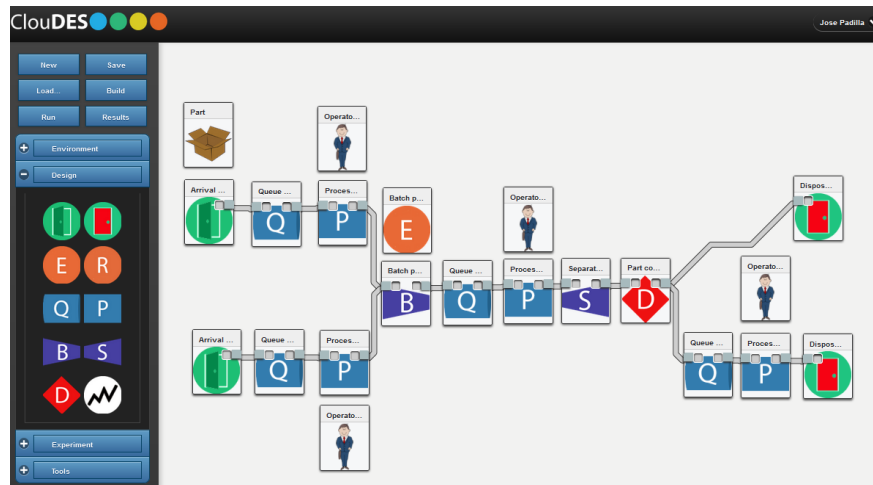 ClouDES
Jose Padilla
New Save
Load... Build
Run Results
Environment
Design
E R
Q P
B S
D
Experiment
Tools
Part
Operato...
Arrival ... Queue ... Proces...
Q P
Batch p...
E
Operato...
Dispos...
Batch p... Queue ... Proces... Separat... Part co...
B Q P S D
Operato...
Arrival ... Queue ... Proces...
Q P
Queue ... Proces... Dispos...
Q P
Operato...